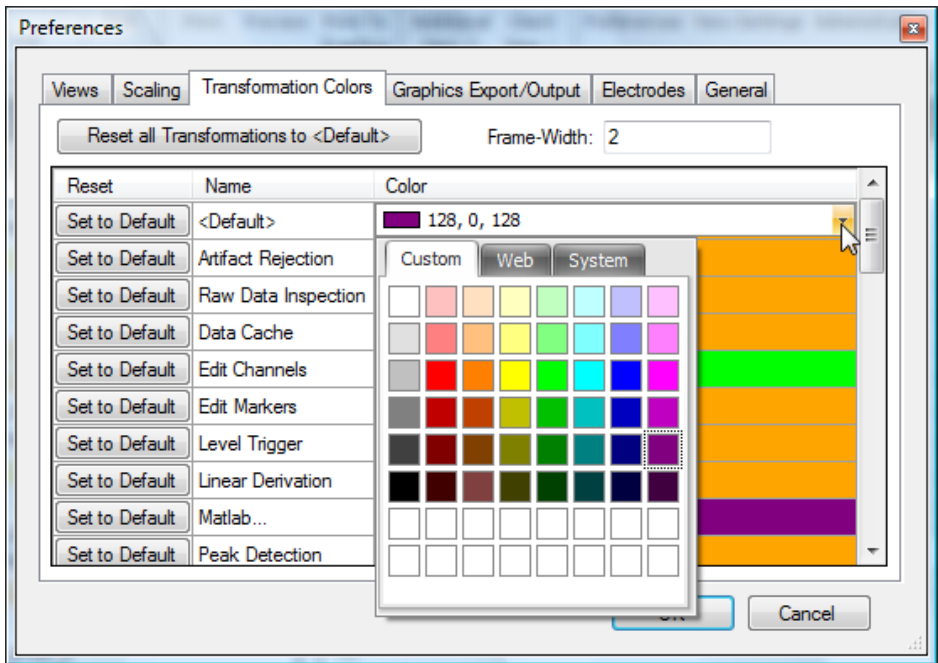 Preferences
Views Scaling Transformation Colors Graphics Export/Output Electrodes General
Reset all Transformations to <Default> Frame-Width: 2
Reset Name Color
Set to Default <Default> 128, 0, 128
Set to Default Artifact Rejection Custom Web System
Set to Default Raw Data Inspection
Set to Default Data Cache
Set to Default Edit Channels
Set to Default Edit Markers
Set to Default Level Trigger
Set to Default Linear Derivation
Set to Default Matlab...
Set to Default Peak Detection
Cancel